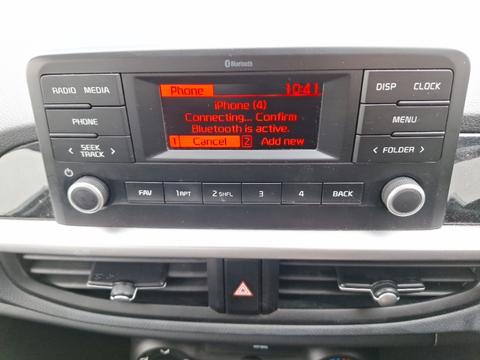 Bluetooth
RADIO MEDIA
Phone 10:41
DISP CLOCK
iPhone (4)
Connecting... Confirm
Bluetooth is active.
1 Cancel 2 Add new
PHONE
MENU
< SEEK TRACK >
< FOLDER >
FAV 1 RPT 2 SHFL 3 4 BACK